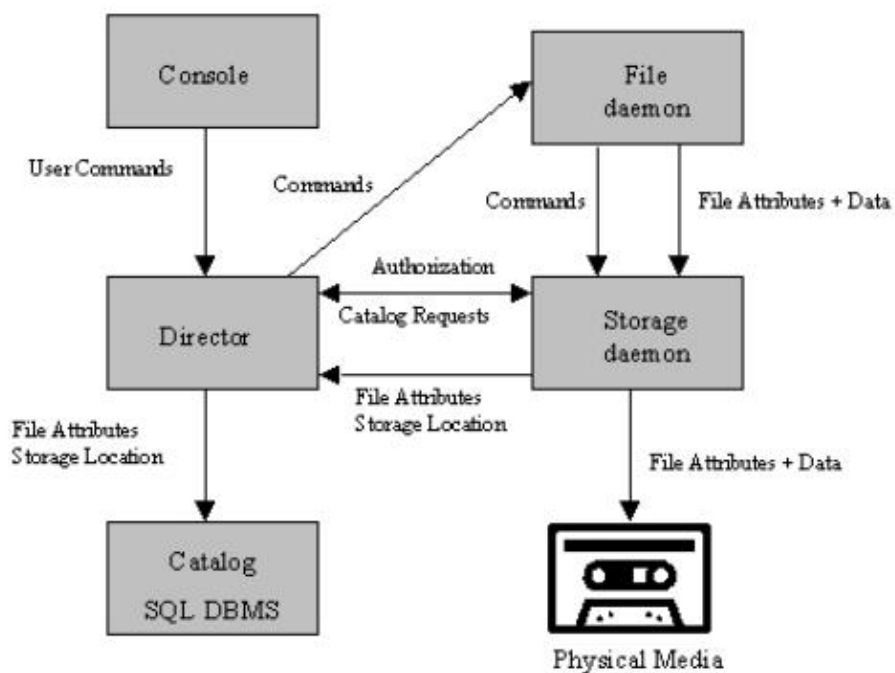 Console
File
daemon
User Commands
Commands
Commands
File Attributes + Data
Authorization
Director
Catalog Requests
Storage
daemon
File Attributes
Storage Location
File Attributes
Storage Location
File Attributes + Data
Catalog
SQL DBMS
Physical Media